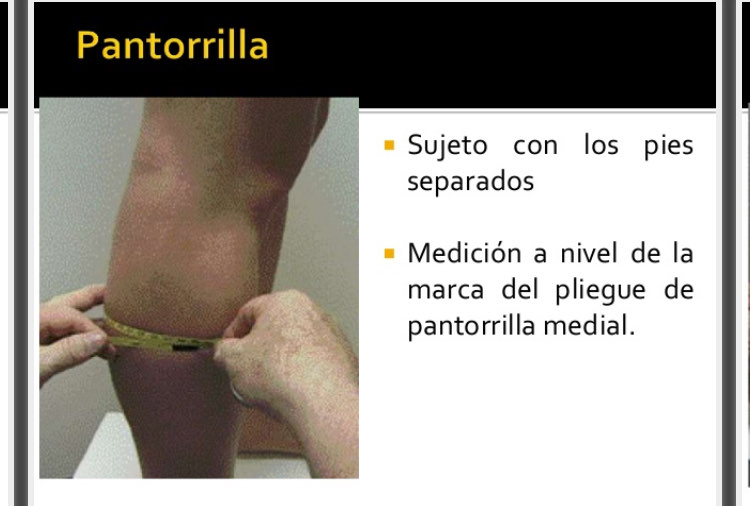 Pantorrilla
Sujeto con los pies
separados
Medición a nivel de la
marca del pliegue de
pantorrilla medial.